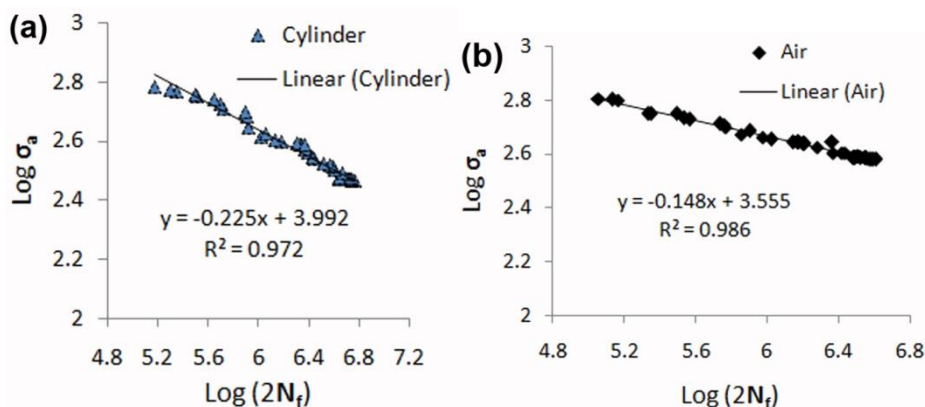 (a)
3
2.8
2.6
2.4
2.2
2
Log σa
Cylinder
Linear (Cylinder)
y = -0.225x + 3.992
R² = 0.972
4.8 5.2 5.6 6 6.4 6.8 7.2
Log (2Nf)
(b)
3
2.8
2.6
2.4
2.2
2
Log σa
Air
Linear (Air)
y = -0.148x + 3.555
R² = 0.986
4.8 5.2 5.6 6 6.4 6.8
Log (2Nf)